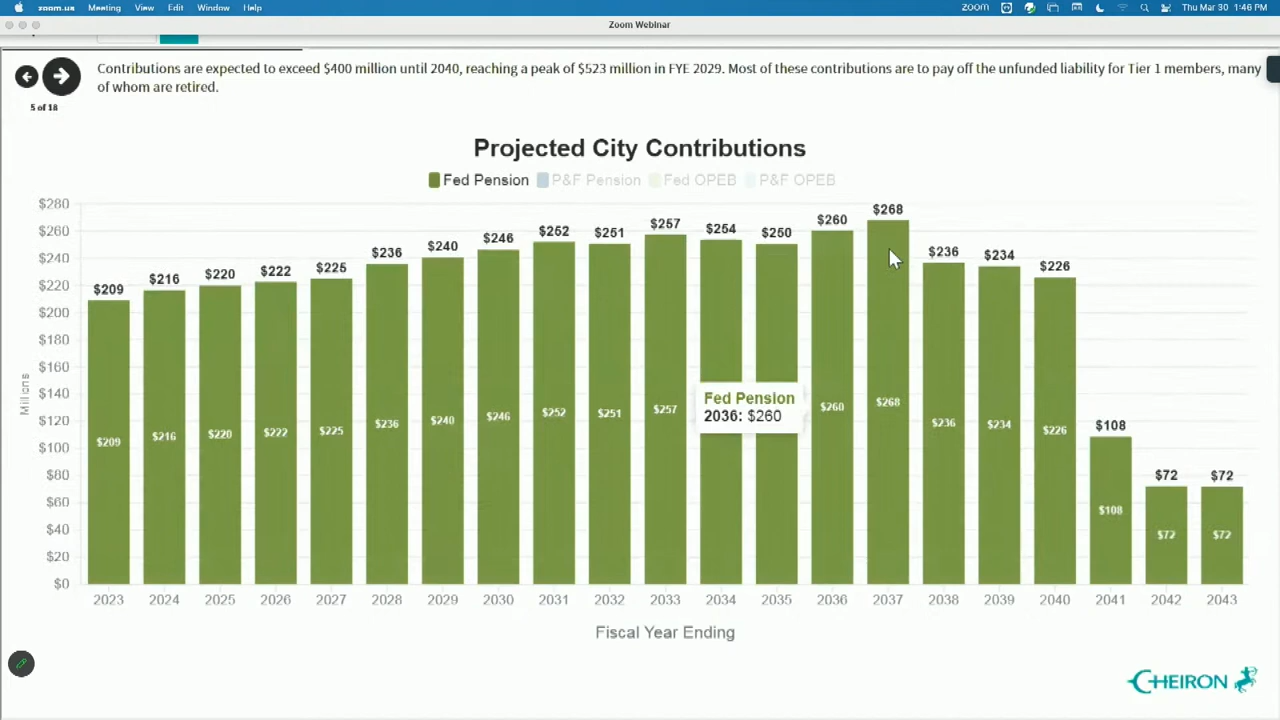 zoom.us Meeting View Edit Window Help zoom Thu Mar 30 1:46 PM
Zoom Webinar
Contributions are expected to exceed $400 million until 2040, reaching a peak of $523 million in FYE 2029. Most of these contributions are to pay off the unfunded liability for Tier 1 members, many
of whom are retired.
5 of 18
Projected City Contributions
Fed Pension P&F Pension Fed OPEB P&F OPEB
Millions
$280
$260
$240
$220
$200
$180
$160
$140
$120
$100
$80
$60
$40
$20
$0
$209 $216 $220 $222 $225 $236 $240 $246 $252 $251 $257 $254 $250 $260 $268 $236 $234 $226 $108 $72 $72
$209 $216 $220 $222 $225 $236 $240 $246 $252 $251 $257 $260 $268 $236 $234 $226 $108 $72 $72
Fed Pension
2036: $260
2023 2024 2025 2026 2027 2028 2029 2030 2031 2032 2033 2034 2035 2036 2037 2038 2039 2040 2041 2042 2043
Fiscal Year Ending
CHEIRON